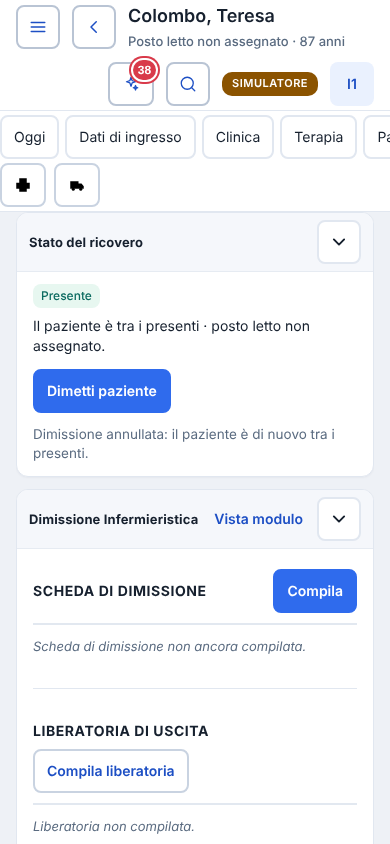 Colombo, Teresa
Posto letto non assegnato · 87 anni
38
SIMULATORE
I1
Oggi
Dati di ingresso
Clinica
Terapia
Pa
Stato del ricovero
Presente
Il paziente è tra i presenti · posto letto non
assegnato.
Dimetti paziente
Dimissione annullata: il paziente è di nuovo tra i
presenti.
Dimissione Infermieristica
Vista modulo
SCHEDA DI DIMISSIONE
Compila
Scheda di dimissione non ancora compilata.
LIBERATORIA DI USCITA
Compila liberatoria
Liberatoria non compilata.